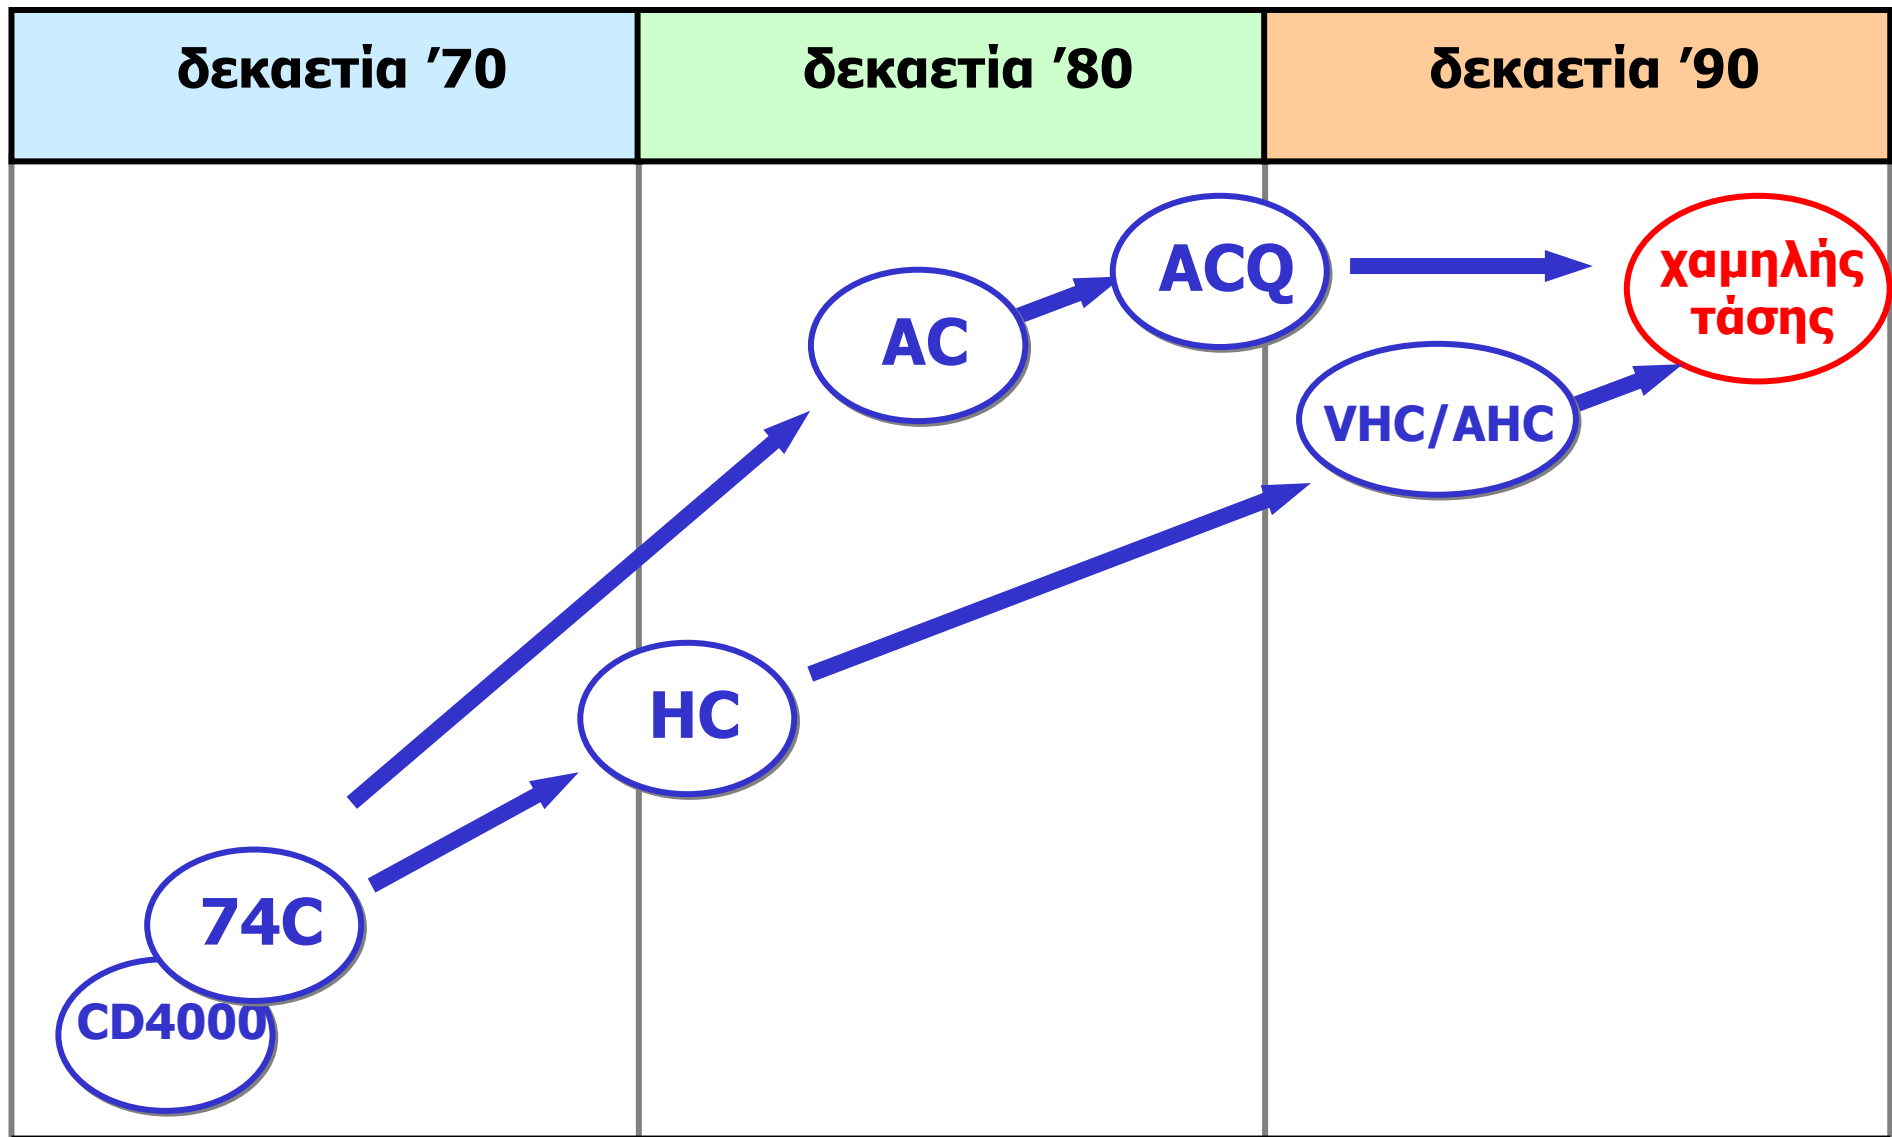 δεκαετία ’70
δεκαετία ’80
δεκαετία ’90
ACQ
χαμηλής
τάσης
AC
VHC/AHC
HC
74C
CD4000